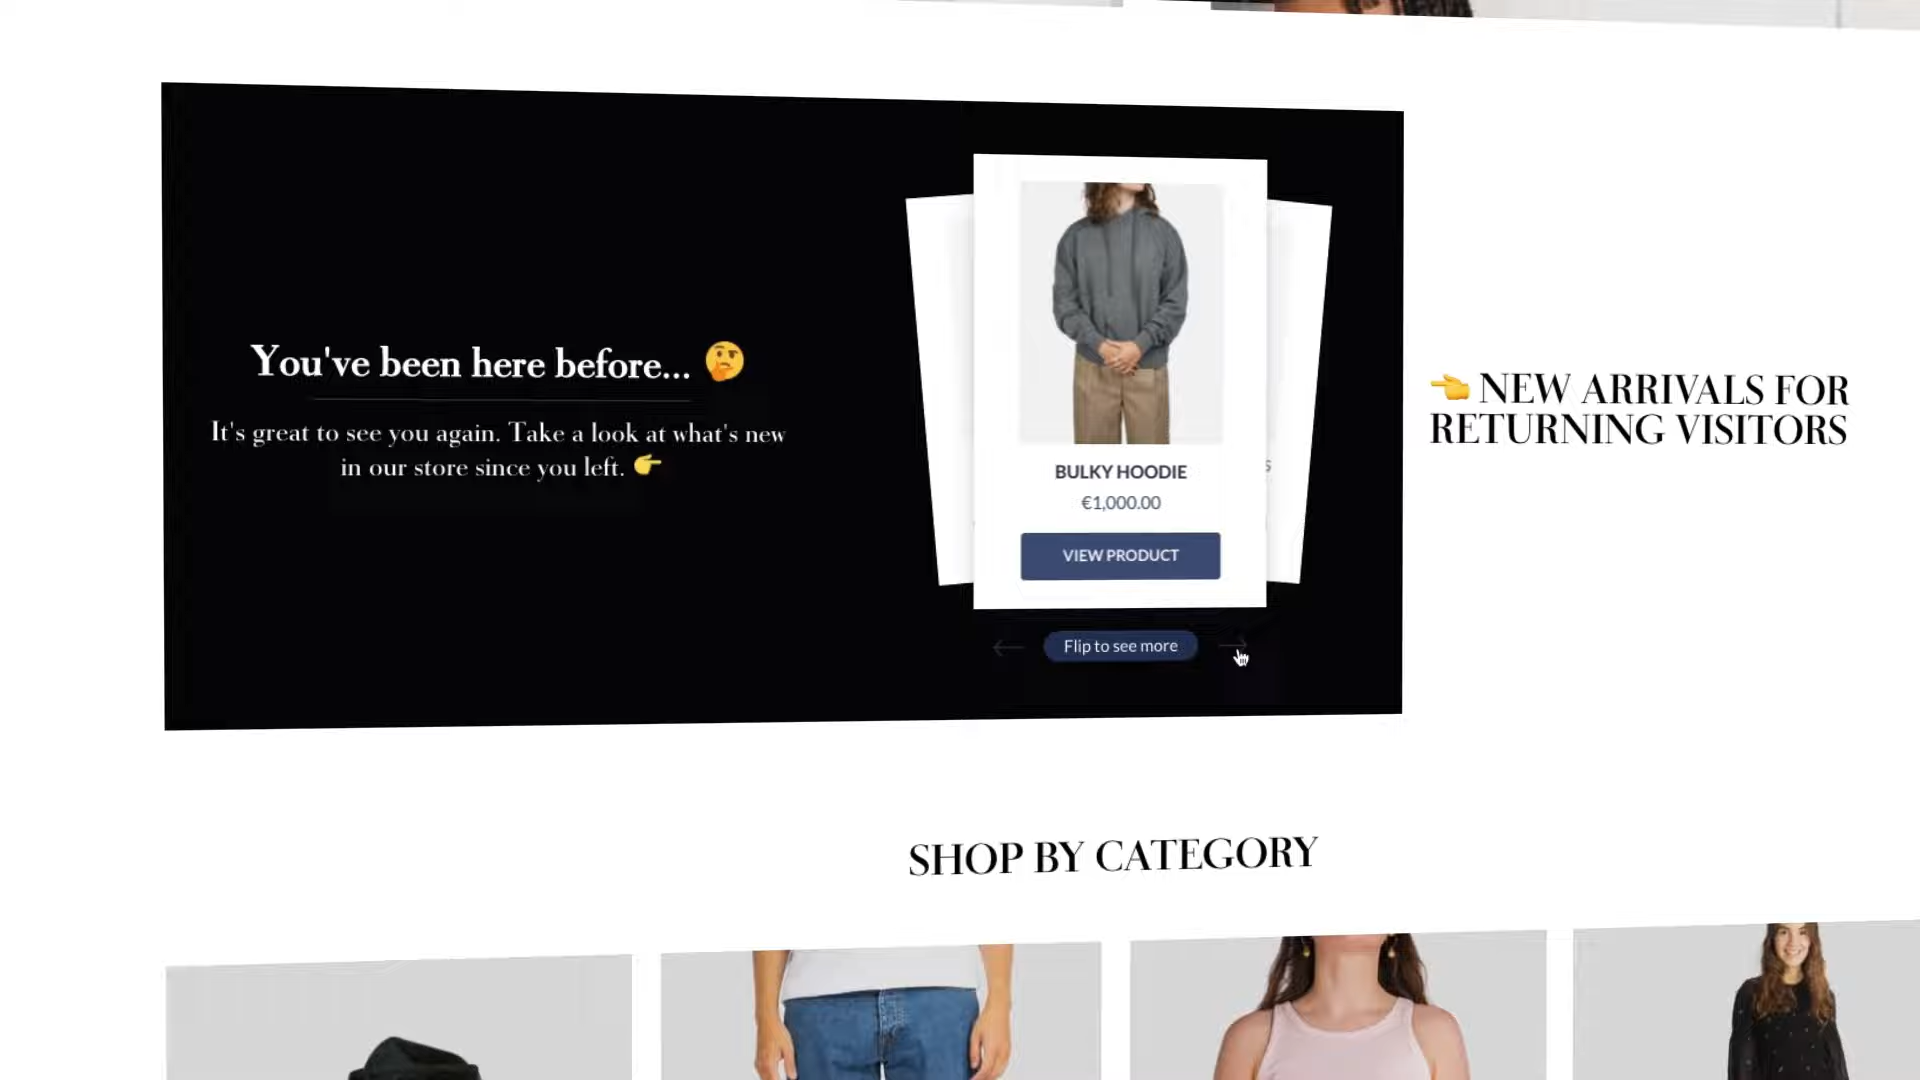 You've been here before... 🤔
It's great to see you again. Take a look at what's new
in our store since you left. 👉
BULKY HOODIE
€1,000.00
VIEW PRODUCT
Flip to see more
👈 NEW ARRIVALS FOR
RETURNING VISITORS
SHOP BY CATEGORY